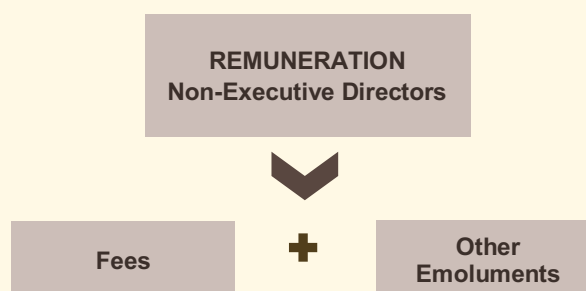 REMUNERATION
Non-Executive Directors
Fees
Other
Emoluments